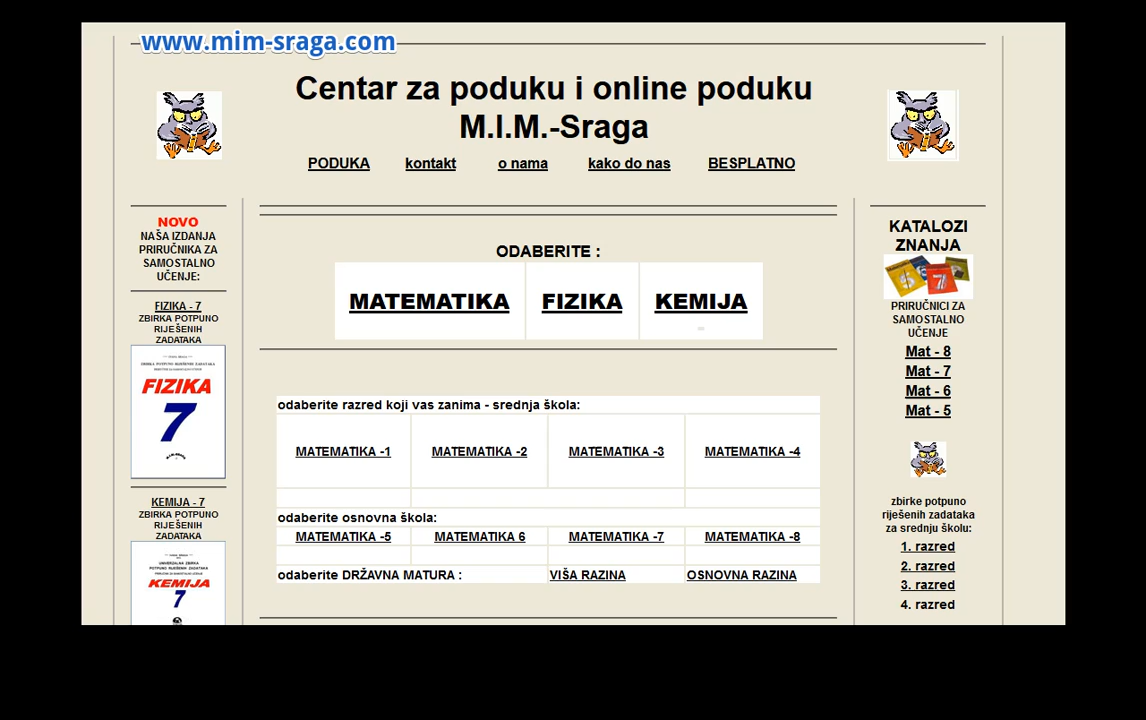 www.mim-sraga.com
Centar za poduku i online poduku
M.I.M.-Sraga
PODUKA kontakt o nama kako do nas BESPLATNO
NOVO
NAŠA IZDANJA
PRIRUČNIKA ZA
SAMOSTALNO
UČENJE:
FIZIKA - 7
ZBIRKA POTPUNO
RIJEŠENIH
ZADATAKA
FIZIKA
7
KEMIJA - 7
ZBIRKA POTPUNO
RIJEŠENIH
ZADATAKA
UNIVERZALNA ZBIRKA
POTPUNO RIJEŠENIH ZADATAKA
KEMIJA
7
ODABERITE :
MATEMATIKA FIZIKA KEMIJA
odaberite razred koji vas zanima - srednja škola:
MATEMATIKA -1 MATEMATIKA -2 MATEMATIKA -3 MATEMATIKA -4
odaberite osnovna škola:
MATEMATIKA -5 MATEMATIKA 6 MATEMATIKA -7 MATEMATIKA -8
odaberite DRŽAVNA MATURA : VIŠA RAZINA OSNOVNA RAZINA
KATALOZI
ZNANJA
PRIRUČNICI ZA
SAMOSTALNO
UČENJE
Mat - 8
Mat - 7
Mat - 6
Mat - 5
zbirke potpuno
riješenih zadataka
za srednju školu:
1. razred
2. razred
3. razred
4. razred